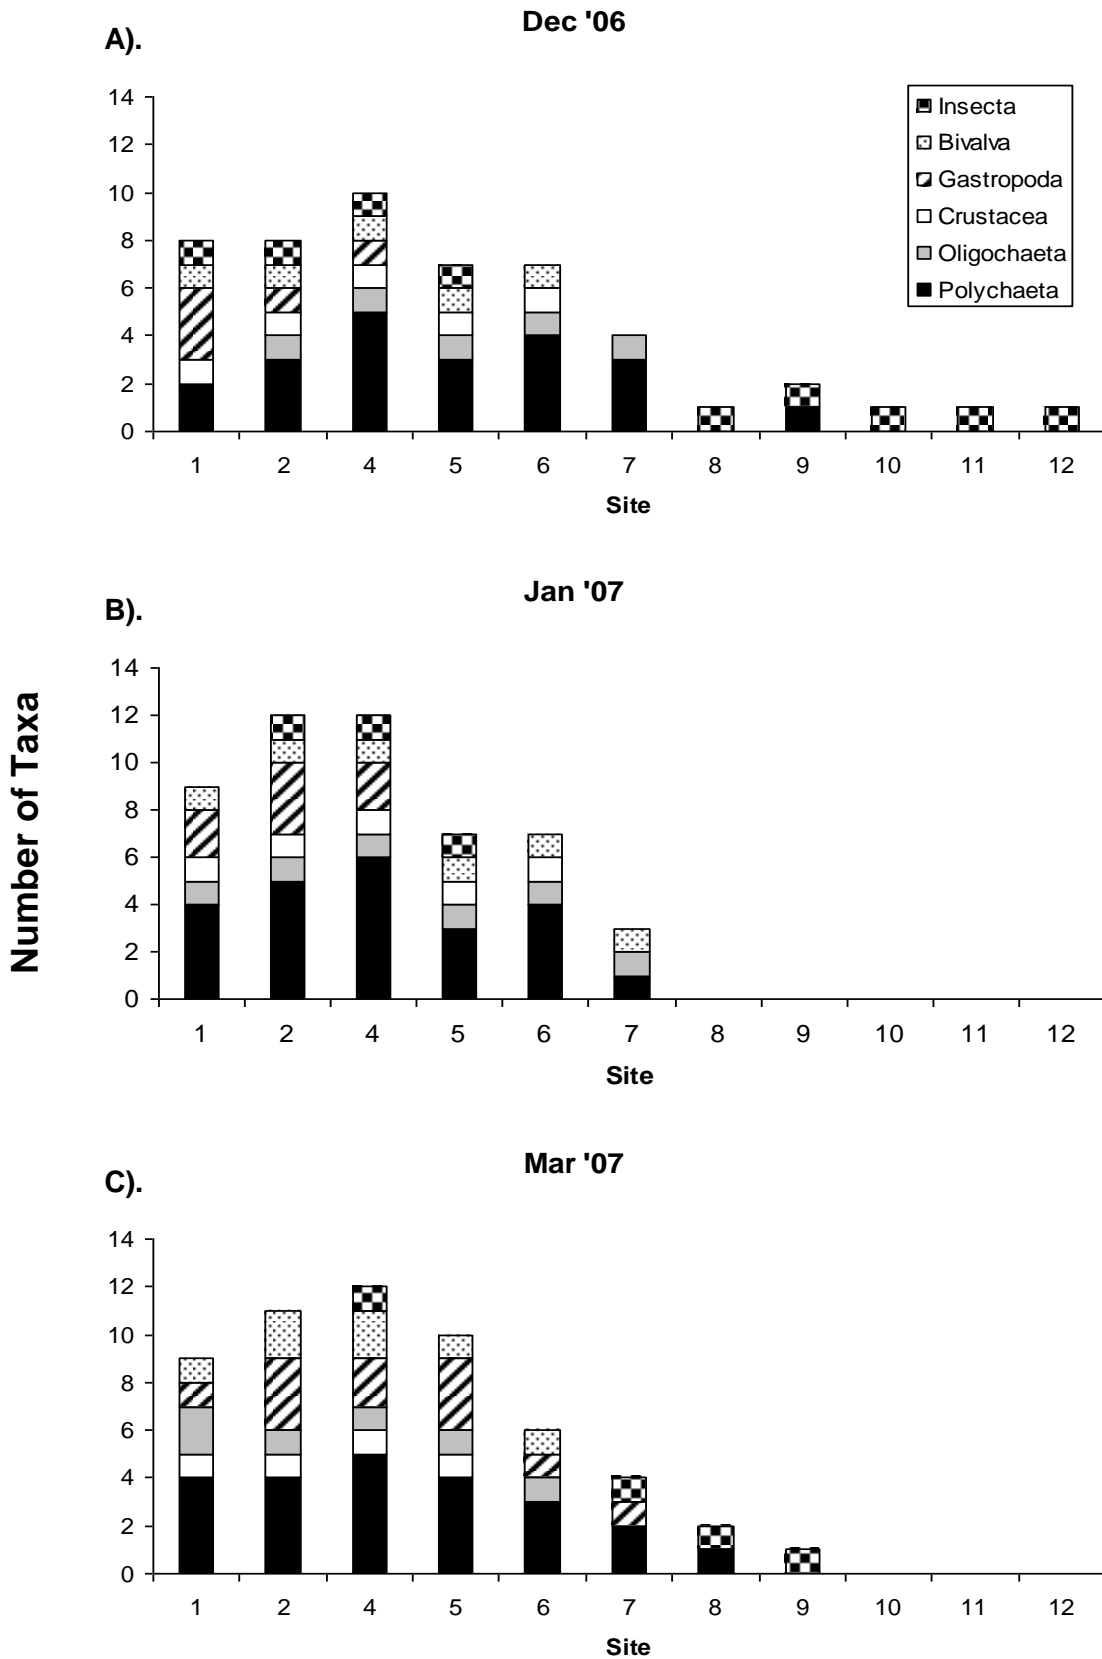 Dec '06
A).
14
12
10
8
6
4
2
0
Insecta
Bivalva
Gastropoda
Crustacea
Oligochaeta
Polychaeta
1 2 4 5 6 7 8 9 10 11 12
Site
Jan '07
B).
Number of Taxa
14
12
10
8
6
4
2
0
1 2 4 5 6 7 8 9 10 11 12
Site
Mar '07
C).
14
12
10
8
6
4
2
0
1 2 4 5 6 7 8 9 10 11 12
Site